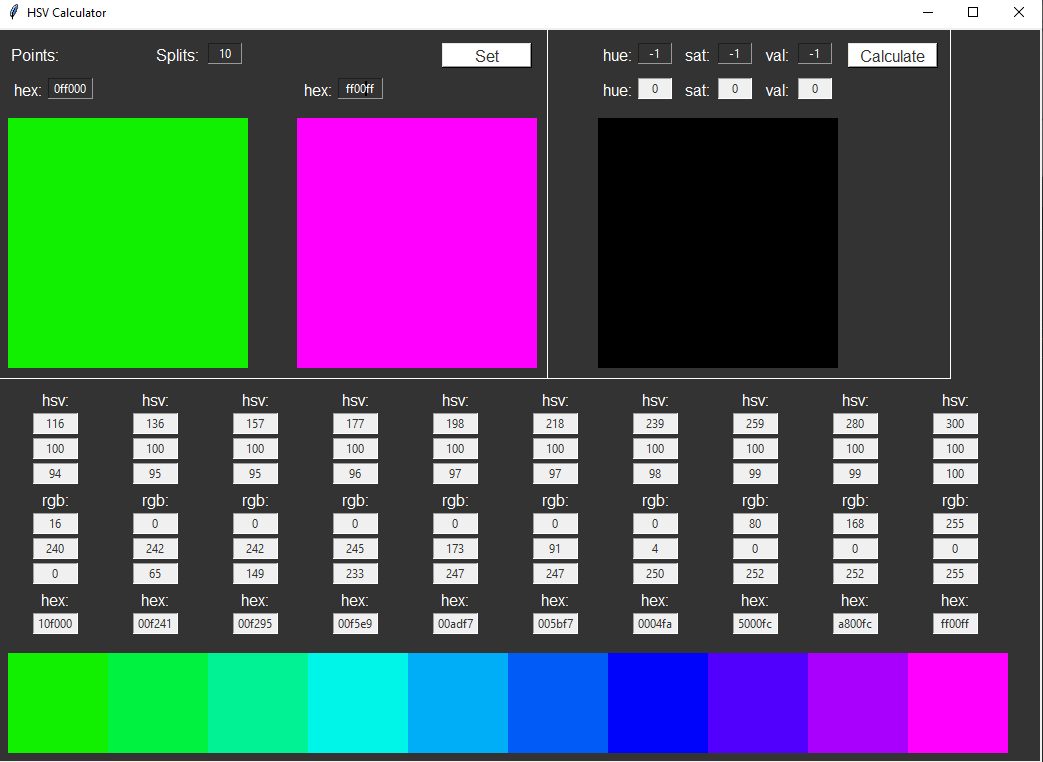 HSV Calculator
Points: Splits: 10 Set hue: -1 sat: -1 val: -1 Calculate
hex: 0ff000 hex: ff00ff hue: 0 sat: 0 val: 0
hsv: hsv: hsv: hsv: hsv: hsv: hsv: hsv: hsv: hsv:
116 136 157 177 198 218 239 259 280 300
100 100 100 100 100 100 100 100 100 100
94 95 95 96 97 97 98 99 99 100
rgb: rgb: rgb: rgb: rgb: rgb: rgb: rgb: rgb: rgb:
16 0 0 0 0 0 0 80 168 255
240 242 242 245 173 91 4 0 0 0
0 65 149 233 247 247 250 252 252 255
hex: hex: hex: hex: hex: hex: hex: hex: hex: hex:
10f000 00f241 00f295 00f5e9 00adf7 005bf7 0004fa 5000fc a800fc ff00ff